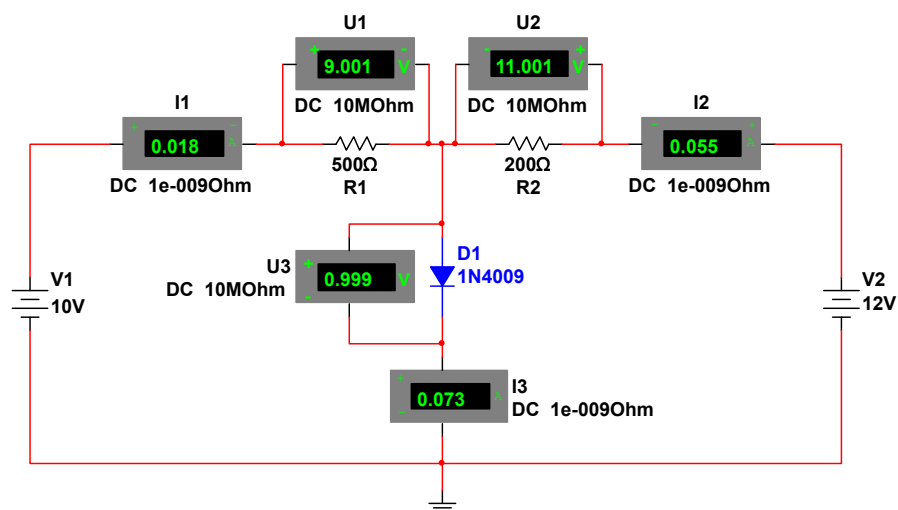 U1
U2
+ -
9.001 V
- +
11.001 V
DC 10MOhm
DC 10MOhm
I1
I2
+ -
0.018 A
- +
0.055 A
DC 1e-009Ohm
500Ω
R1
200Ω
R2
DC 1e-009Ohm
U3
DC 10MOhm
+
0.999 V
-
D1
1N4009
V1
10V
V2
12V
+
0.073 A
-
I3
DC 1e-009Ohm